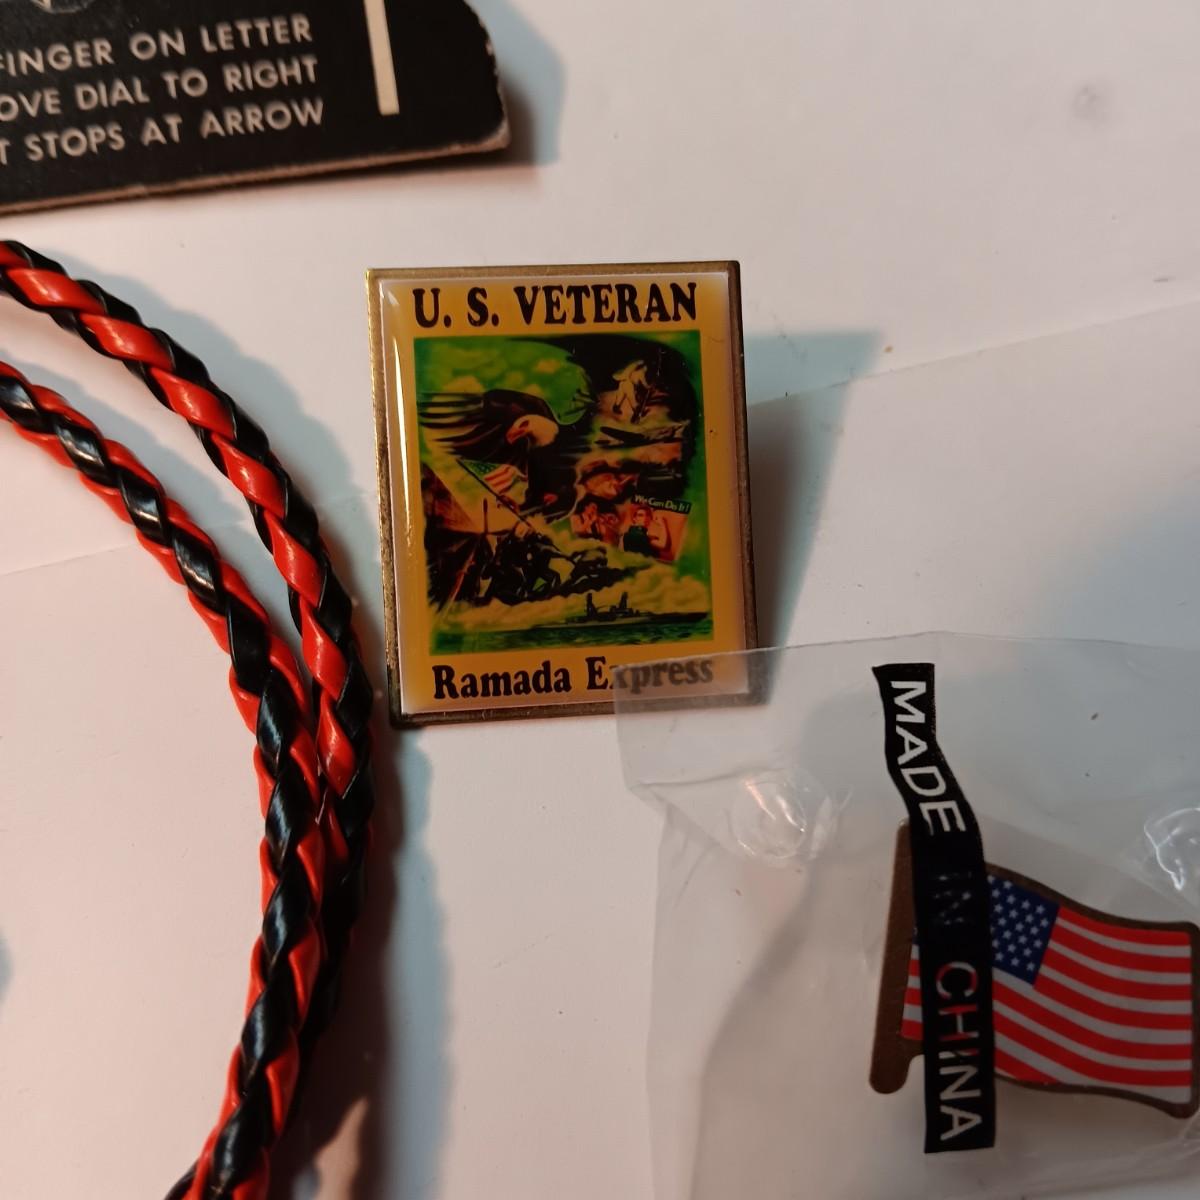 FINGER ON LETTER
OVE DIAL TO RIGHT
T STOPS AT ARROW
U. S. VETERAN
We Can Do It!
Ramada Express
MADE IN CHINA